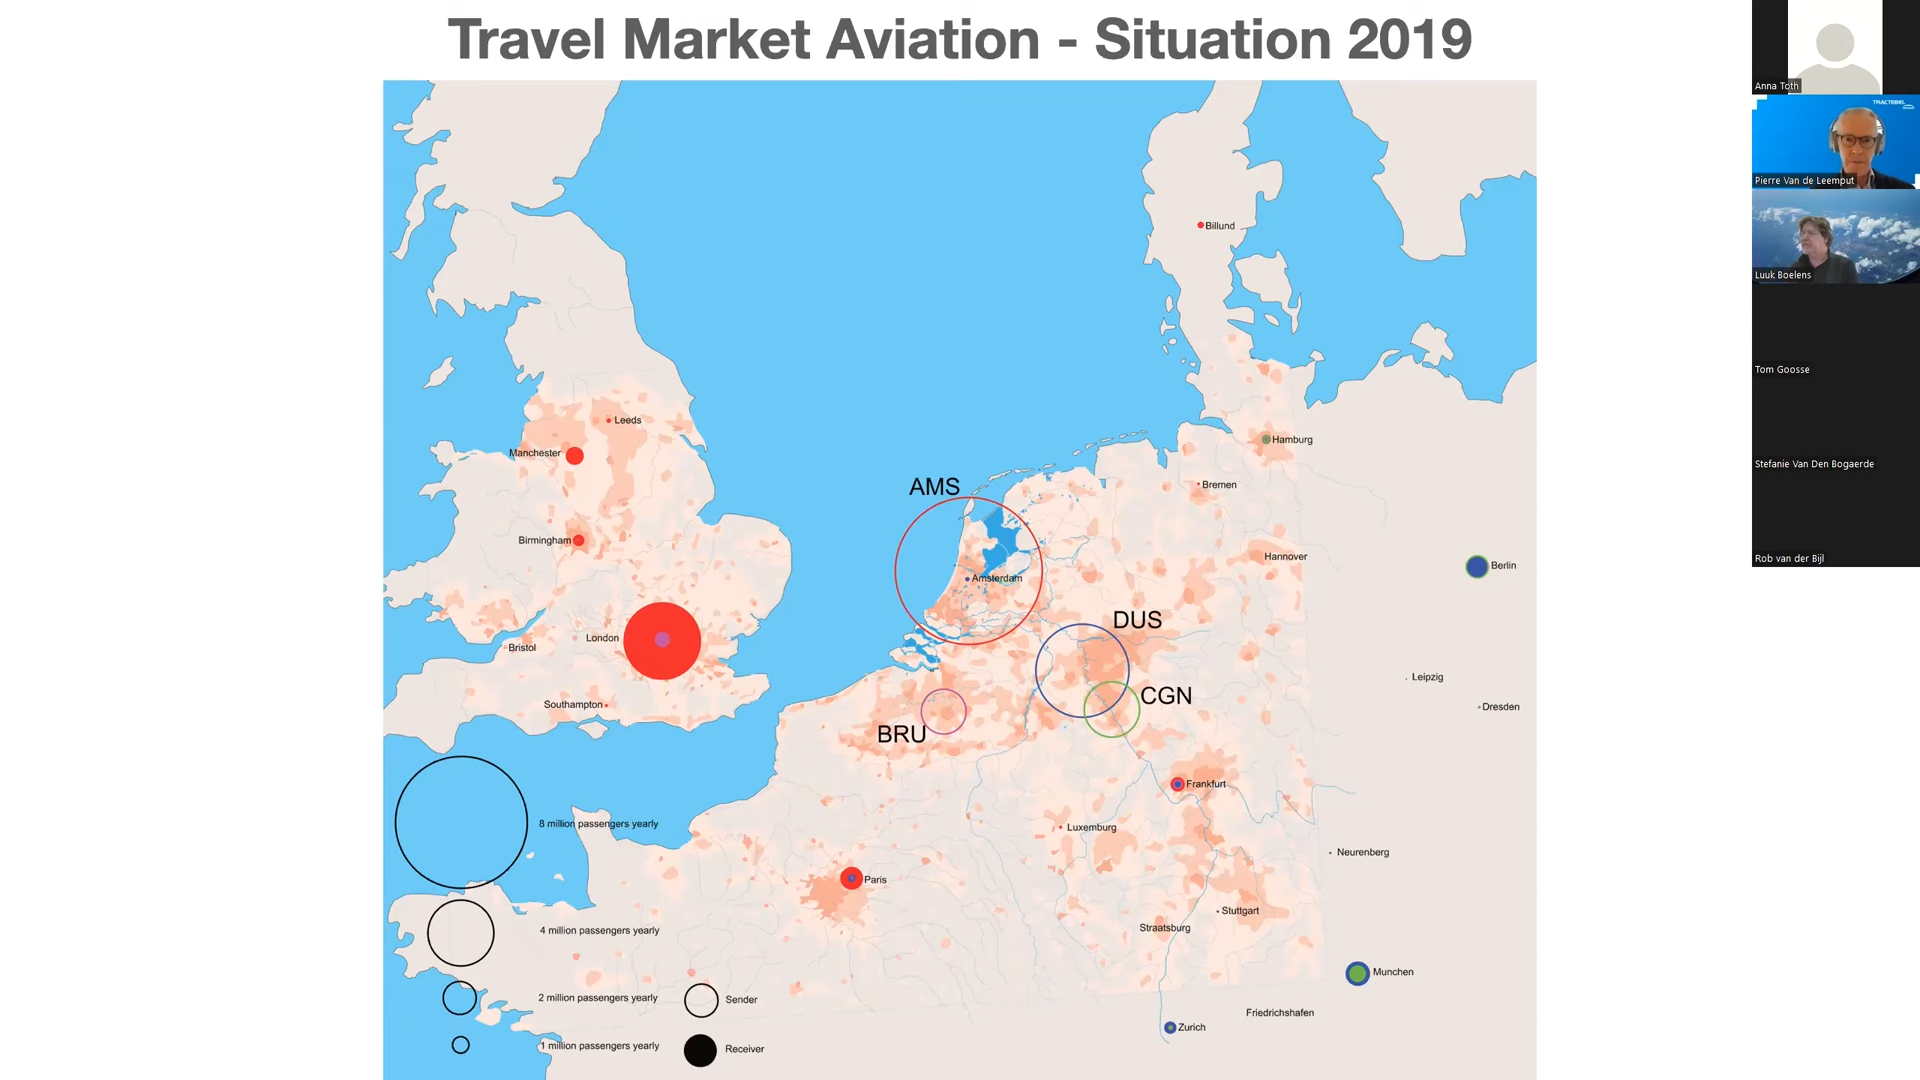 Travel Market Aviation - Situation 2019
Billund
Leeds
Manchester
Hamburg
AMS
Bremen
Birmingham
Hannover
Berlin
Amsterdam
DUS
London
Bristol
Leipzig
CGN
Southampton
Dresden
BRU
Frankfurt
8 million passengers yearly
Luxemburg
Neurenberg
Paris
Stuttgart
4 million passengers yearly
Straatsburg
Munchen
2 million passengers yearly
Sender
Friedrichshafen
Zurich
1 million passengers yearly
Receiver
Anna Toth
TRACTEBEL
Pierre Van de Leemput
Luuk Boelens
Tom Goosse
Stefanie Van Den Bogaerde
Rob van der Bijl